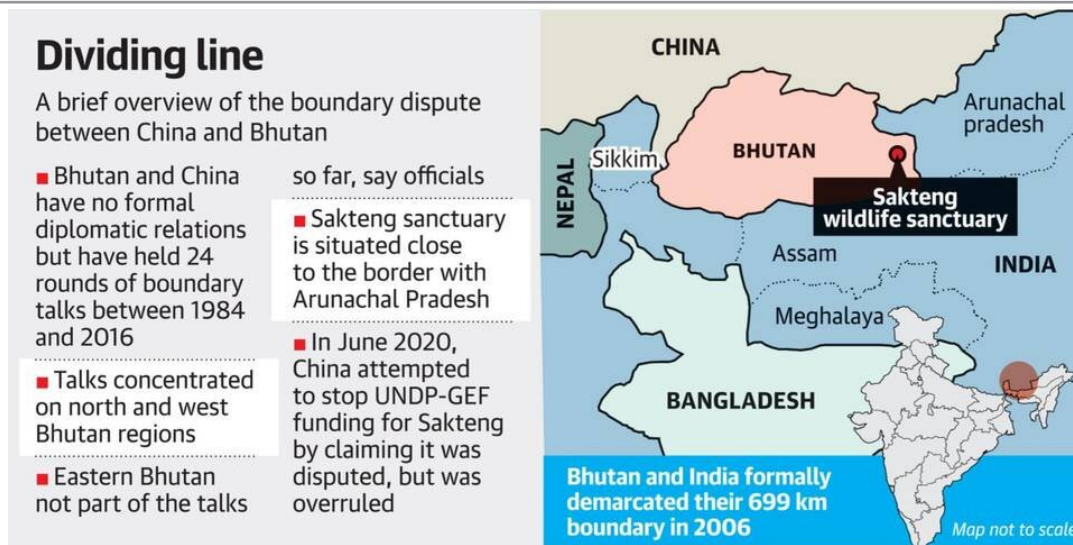 Dividing line
A brief overview of the boundary dispute
between China and Bhutan
■ Bhutan and China
have no formal
diplomatic relations
but have held 24
rounds of boundary
talks between 1984
and 2016
■ Talks concentrated
on north and west
Bhutan regions
■ Eastern Bhutan
not part of the talks
so far, say officials
■ Sakteng sanctuary
is situated close
to the border with
Arunachal Pradesh
■ In June 2020,
China attempted
to stop UNDP-GEF
funding for Sakteng
by claiming it was
disputed, but was
overruled
CHINA
Arunachal
pradesh
NEPAL
Sikkim
BHUTAN
Sakteng
wildlife sanctuary
Assam
INDIA
Meghalaya
BANGLADESH
Bhutan and India formally
demarcated their 699 km
boundary in 2006
Map not to scale